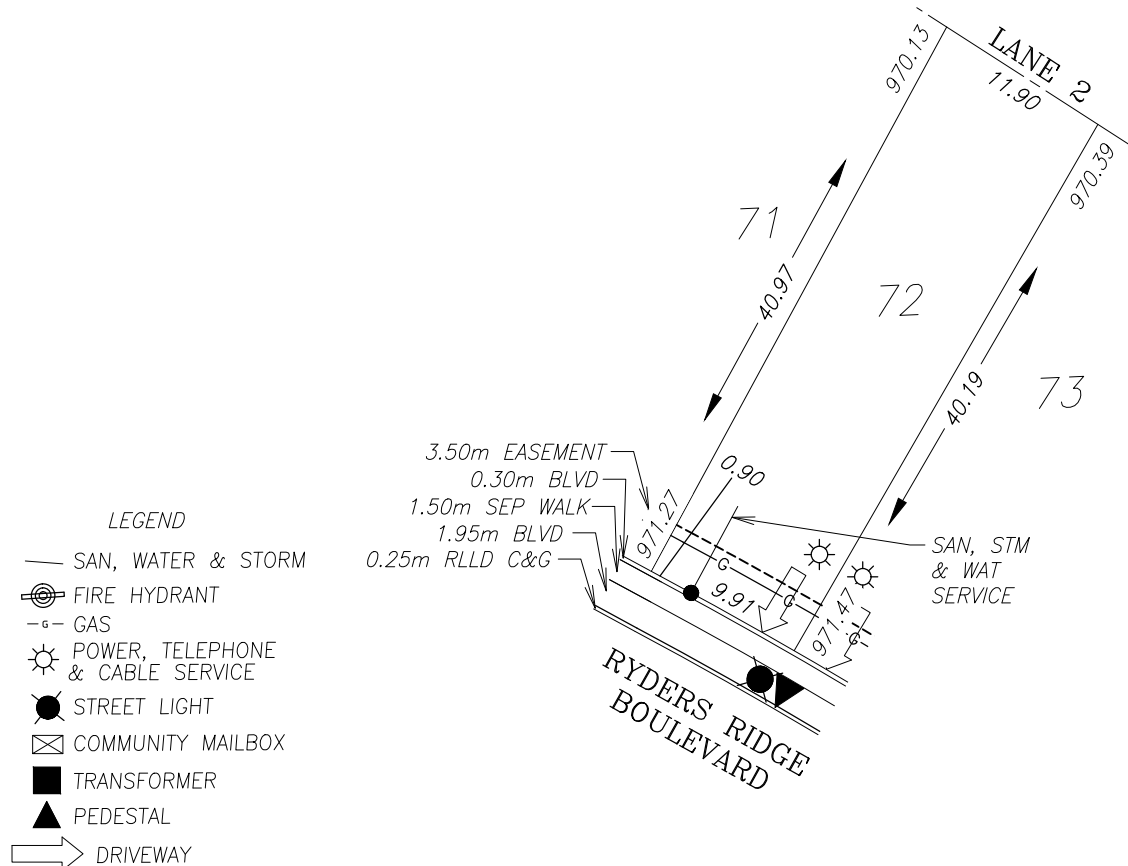 LANE 2
11.90
970.13
970.39
71
40.97
72
40.19
73
3.50m EASEMENT
0.30m BLVD
1.50m SEP WALK
1.95m BLVD
0.25m RLLD C&G
0.90
971.27
G
9.91
G
971.47
G
SAN, STM
& WAT
SERVICE
RYDERS RIDGE
BOULEVARD
LEGEND
SAN, WATER & STORM
FIRE HYDRANT
G GAS
POWER, TELEPHONE
& CABLE SERVICE
STREET LIGHT
COMMUNITY MAILBOX
TRANSFORMER
PEDESTAL
DRIVEWAY